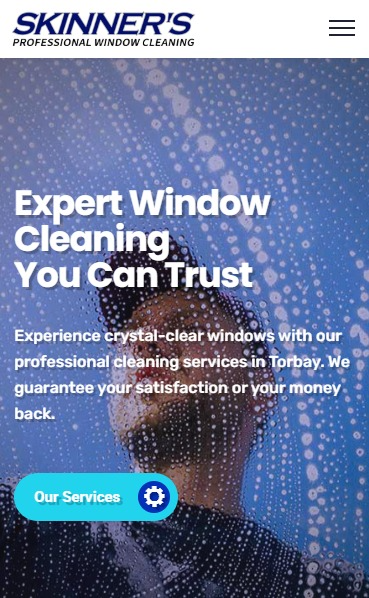 SKINNER'S
PROFESSIONAL WINDOW CLEANING
Expert Window
Cleaning
You Can Trust
Experience crystal-clear windows with our
professional cleaning services in Torbay. We
guarantee your satisfaction or your money
back.
Our Services